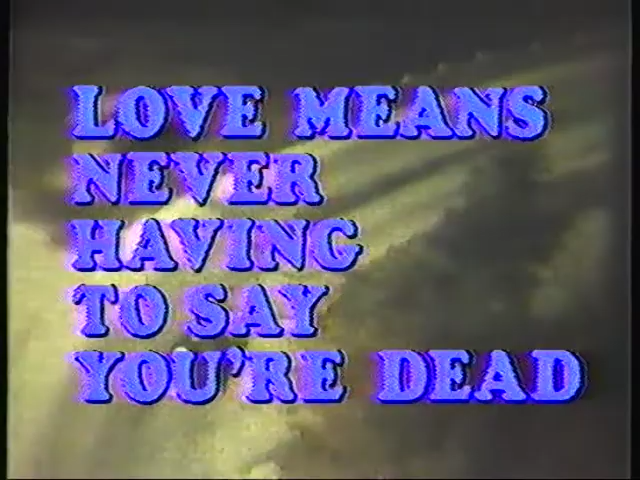 LOVE MEANS
NEVER
HAVING
TO SAY
YOU'RE DEAD